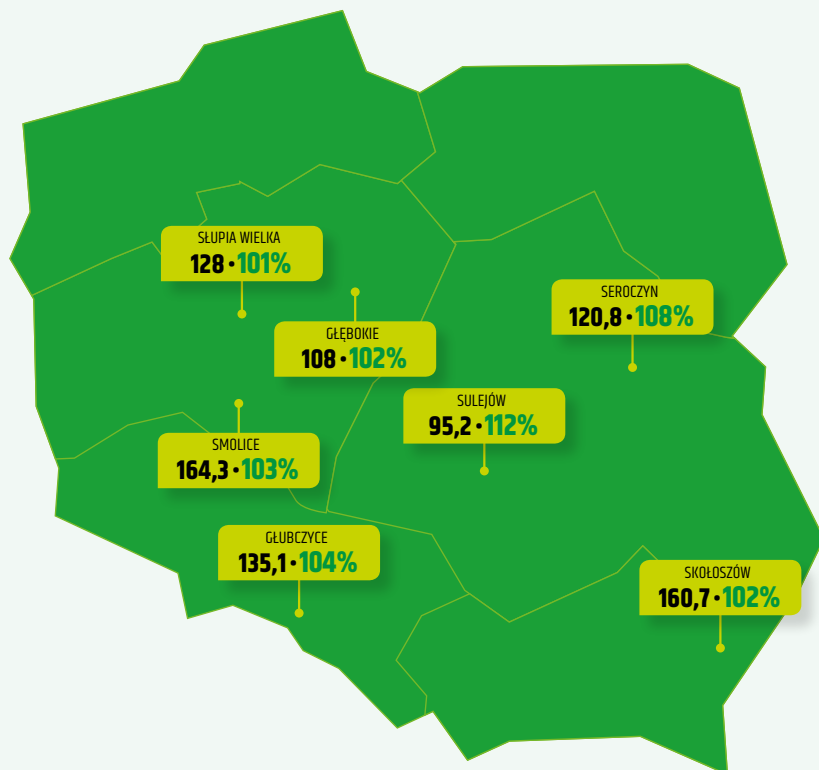 SŁUPIA WIELKA
128 • 101%
SEROCZYN
120,8 • 108%
GŁĘBOKIE
108 • 102%
SULEJÓW
95,2 • 112%
SMOLICE
164,3 • 103%
GŁUBCZYCE
135,1 • 104%
SKOŁOSZÓW
160,7 • 102%